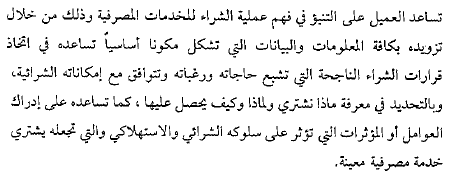 تساعد العميل على التنبؤ في فهم عملية الشراء للخدمات المصرفية وذلك من خلال
تزويده بكافة المعلومات والبيانات التي تشكل مكونا أساسياً تساعده في اتخاذ
قرارات الشراء الناجحة التي تشبع حاجاته ورغباته وتتوافق مع إمكاناته الشرائية،
وبالتحديد في معرفة ماذا نشتري ولماذا وكيف يحصل عليها ، كما تساعده على إدراك
العوامل أو المؤثرات التي تؤثر على سلوكه الشرائي والاستهلاكي والتي تجعله يشتري
خدمة مصرفية معينة.